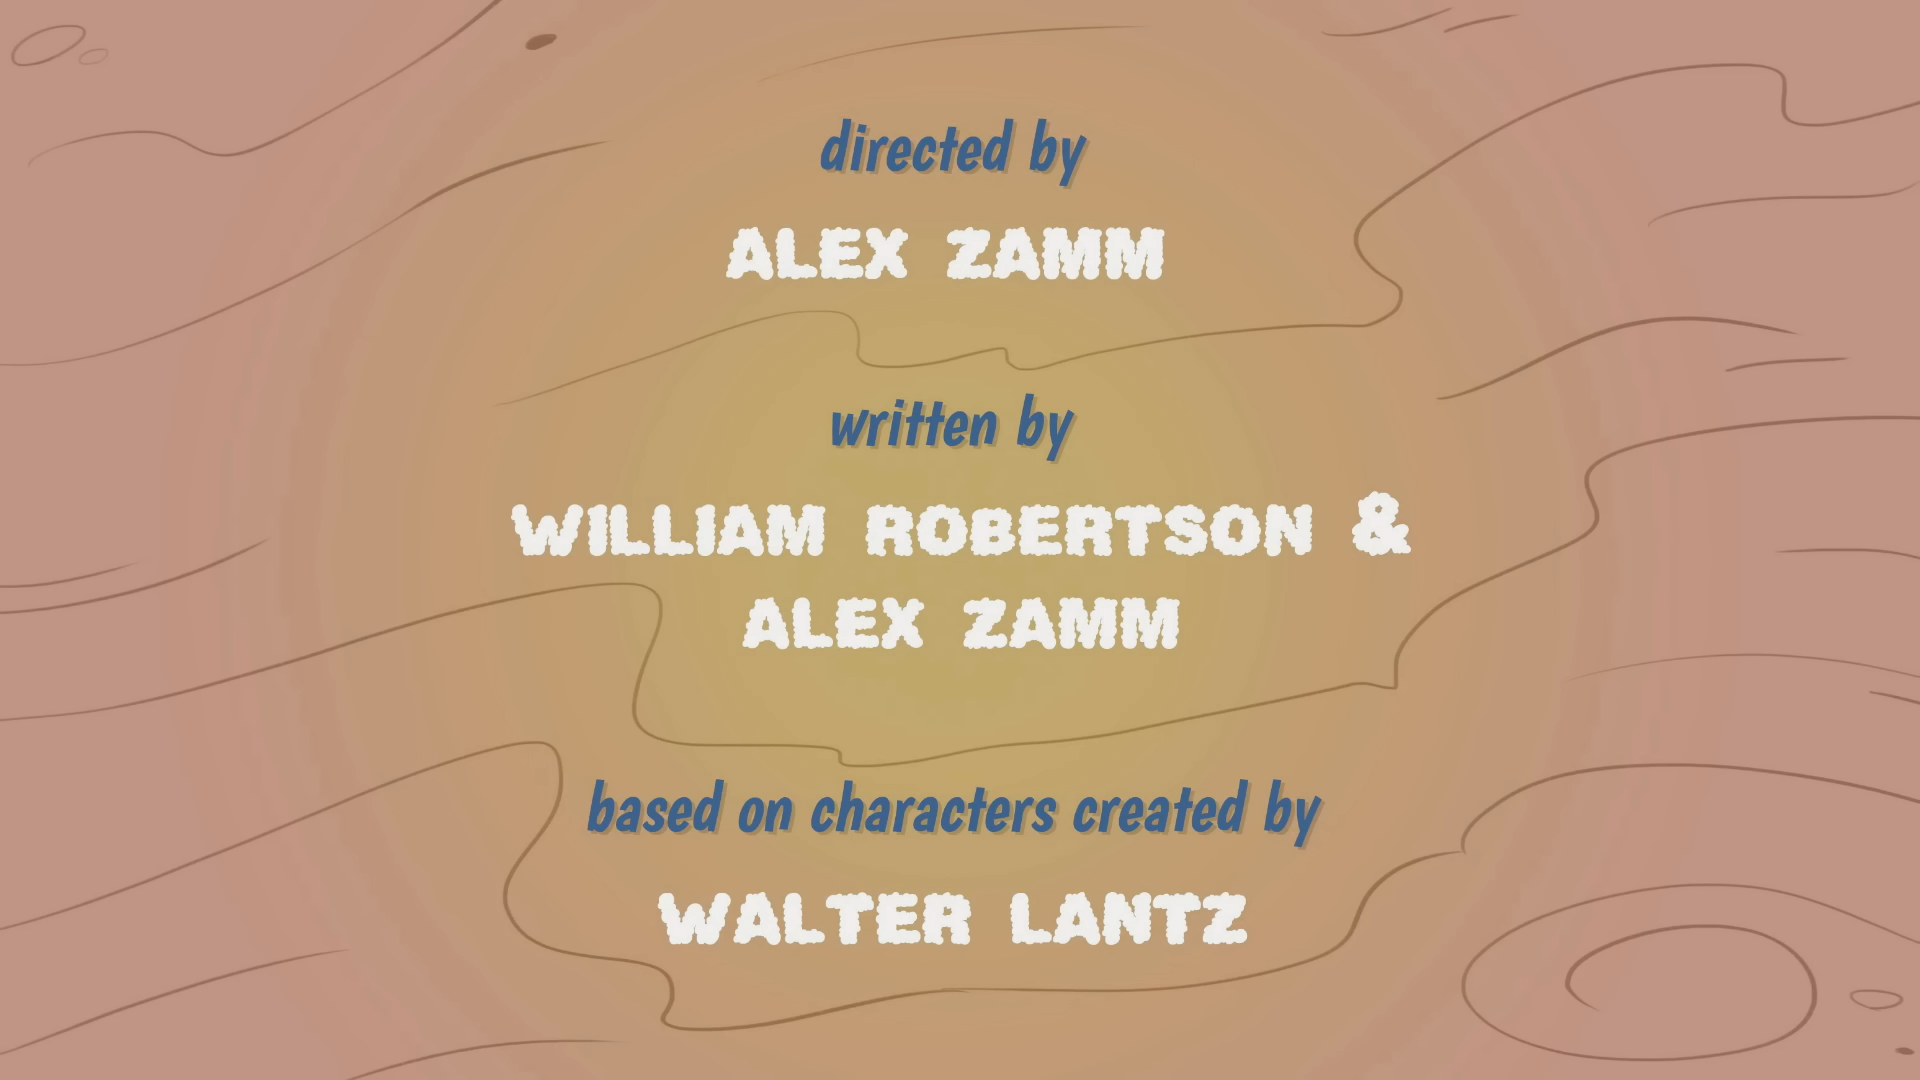 directed by
ALEX ZAMM
written by
WILLIAM ROBERTSON &
ALEX ZAMM
based on characters created by
WALTER LANTZ